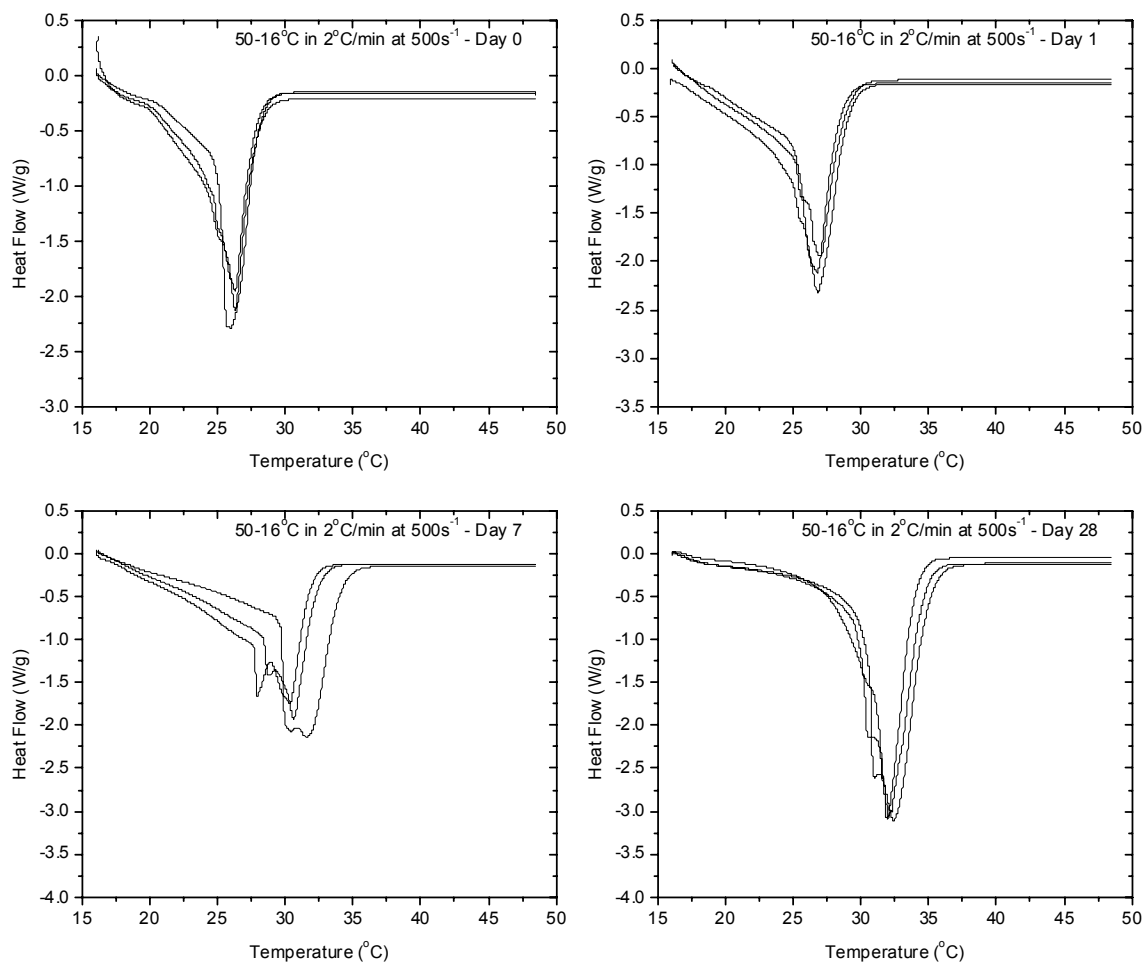 50-16°C in 2°C/min at 500s⁻¹ - Day 0
0.5
0.0
-0.5
-1.0
-1.5
-2.0
-2.5
-3.0
Heat Flow (W/g)
15 20 25 30 35 40 45 50
Temperature (°C)
50-16°C in 2°C/min at 500s⁻¹ - Day 1
0.5
0.0
-0.5
-1.0
-1.5
-2.0
-2.5
-3.0
-3.5
Heat Flow (W/g)
15 20 25 30 35 40 45 50
Temperature (°C)
50-16°C in 2°C/min at 500s⁻¹ - Day 7
0.5
0.0
-0.5
-1.0
-1.5
-2.0
-2.5
-3.0
-3.5
-4.0
Heat Flow (W/g)
15 20 25 30 35 40 45 50
Temperature (°C)
50-16°C in 2°C/min at 500s⁻¹ - Day 28
0.5
0.0
-0.5
-1.0
-1.5
-2.0
-2.5
-3.0
-3.5
-4.0
Heat Flow (W/g)
15 20 25 30 35 40 45 50
Temperature (°C)